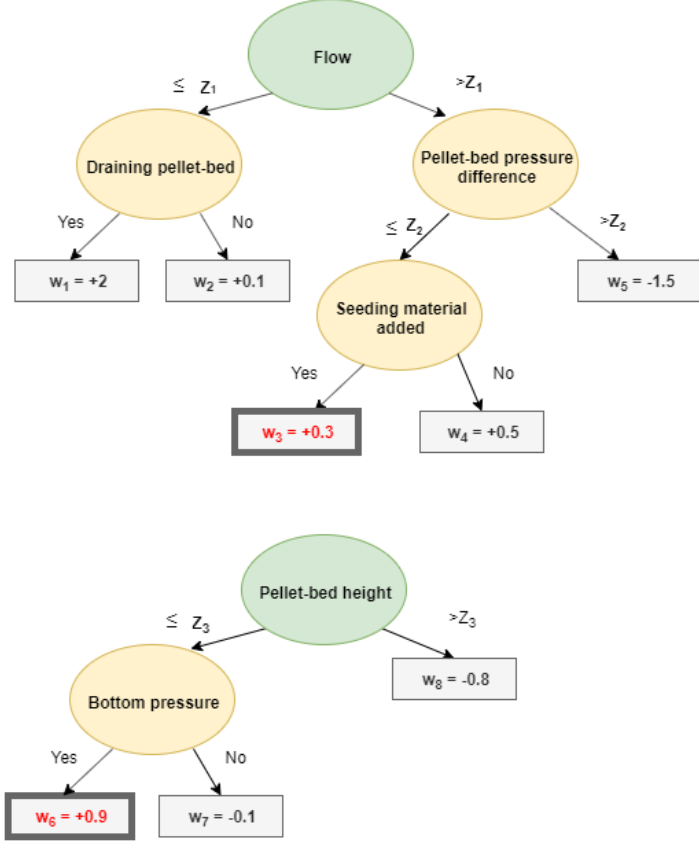 Flow
≤ Z₁
>Z₁
Draining pellet-bed
Pellet-bed pressure
difference
Yes
No
≤ Z₂
>Z₂
w₁ = +2
w₂ = +0.1
w₅ = -1.5
Seeding material
added
Yes
No
w₃ = +0.3
w₄ = +0.5
Pellet-bed height
≤ Z₃
>Z₃
Bottom pressure
w₈ = -0.8
Yes
No
w₆ = +0.9
w₇ = -0.1